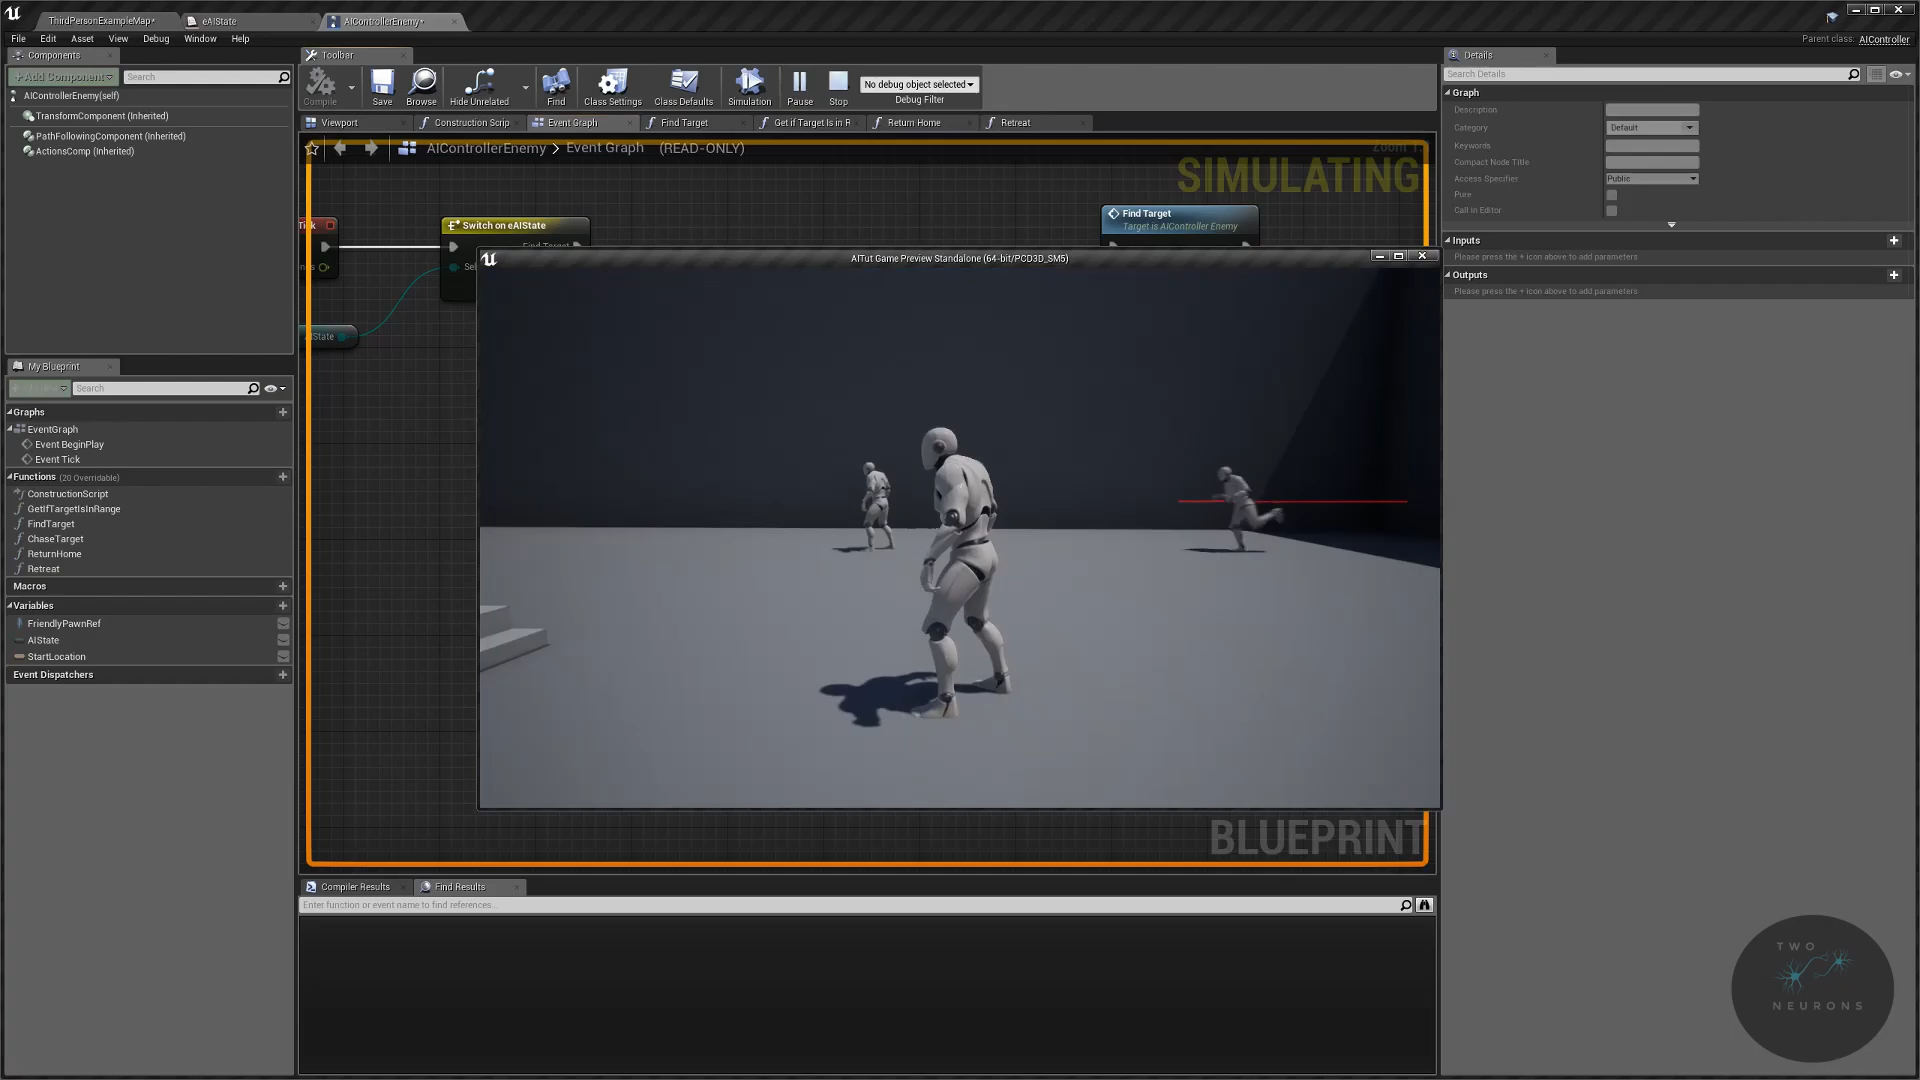 ThirdPersonExampleMap*
eAIState
AIControllerEnemy*
File Edit Asset View Debug Window Help
Parent class: AIController
Components
+Add Component
Search
AIControllerEnemy(self)
TransformComponent (Inherited)
PathFollowingComponent (Inherited)
ActionsComp (Inherited)
My Blueprint
Search
Graphs
EventGraph
Event BeginPlay
Event Tick
Functions (20 Overridable)
ConstructionScript
GetIfTargetIsInRange
FindTarget
ChaseTarget
ReturnHome
Retreat
Macros
Variables
FriendlyPawnRef
AIState
StartLocation
Event Dispatchers
Toolbar
Compile
Save
Browse
Hide Unrelated
Find
Class Settings
Class Defaults
Simulation
Pause
Stop
No debug object selected
Debug Filter
Viewport
Construction Scrip
Event Graph
Find Target
Get if Target Is in R
Return Home
Retreat
AIControllerEnemy > Event Graph (READ-ONLY)
SIMULATING
Switch on eAIState
Find Target
Find Target
Target is AIController Enemy
AIState
AITut Game Preview Standalone (64-bit/PCD3D_SM5)
BLUEPRINT
Compiler Results
Find Results
Enter function or event name to find references...
Details
Search Details
Graph
Description
Category
Default
Keywords
Compact Node Title
Access Specifier
Public
Pure
Call In Editor
Inputs
Please press the + icon above to add parameters
Outputs
Please press the + icon above to add parameters
TWO
NEURONS